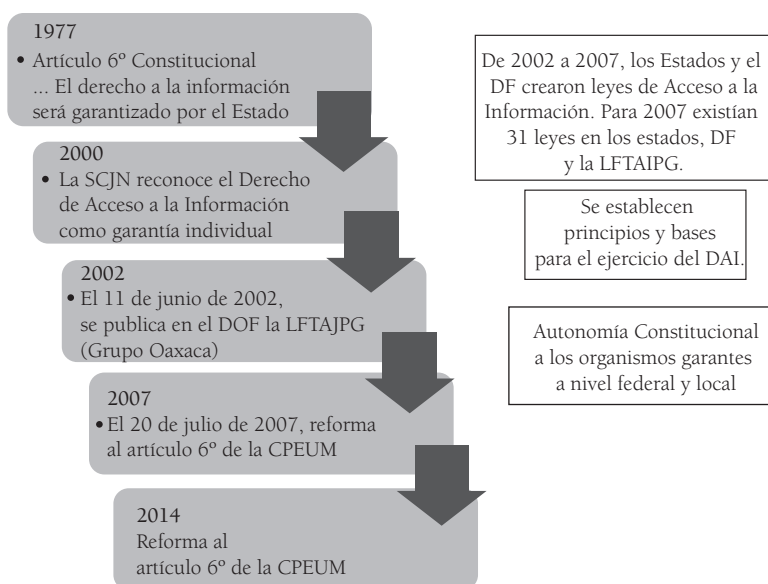 1977
• Artículo 6º Constitucional
... El derecho a la información
será garantizado por el Estado
2000
• La SCJN reconoce el Derecho
de Acceso a la Información
como garantía individual
2002
• El 11 de junio de 2002,
se publica en el DOF la LFTAJPG
(Grupo Oaxaca)
2007
• El 20 de julio de 2007, reforma
al artículo 6º de la CPEUM
2014
Reforma al
artículo 6º de la CPEUM
De 2002 a 2007, los Estados y el
DF crearon leyes de Acceso a la
Información. Para 2007 existían
31 leyes en los estados, DF
y la LFTAIPG.
Se establecen
principios y bases
para el ejercicio del DAI.
Autonomía Constitucional
a los organismos garantes
a nivel federal y local